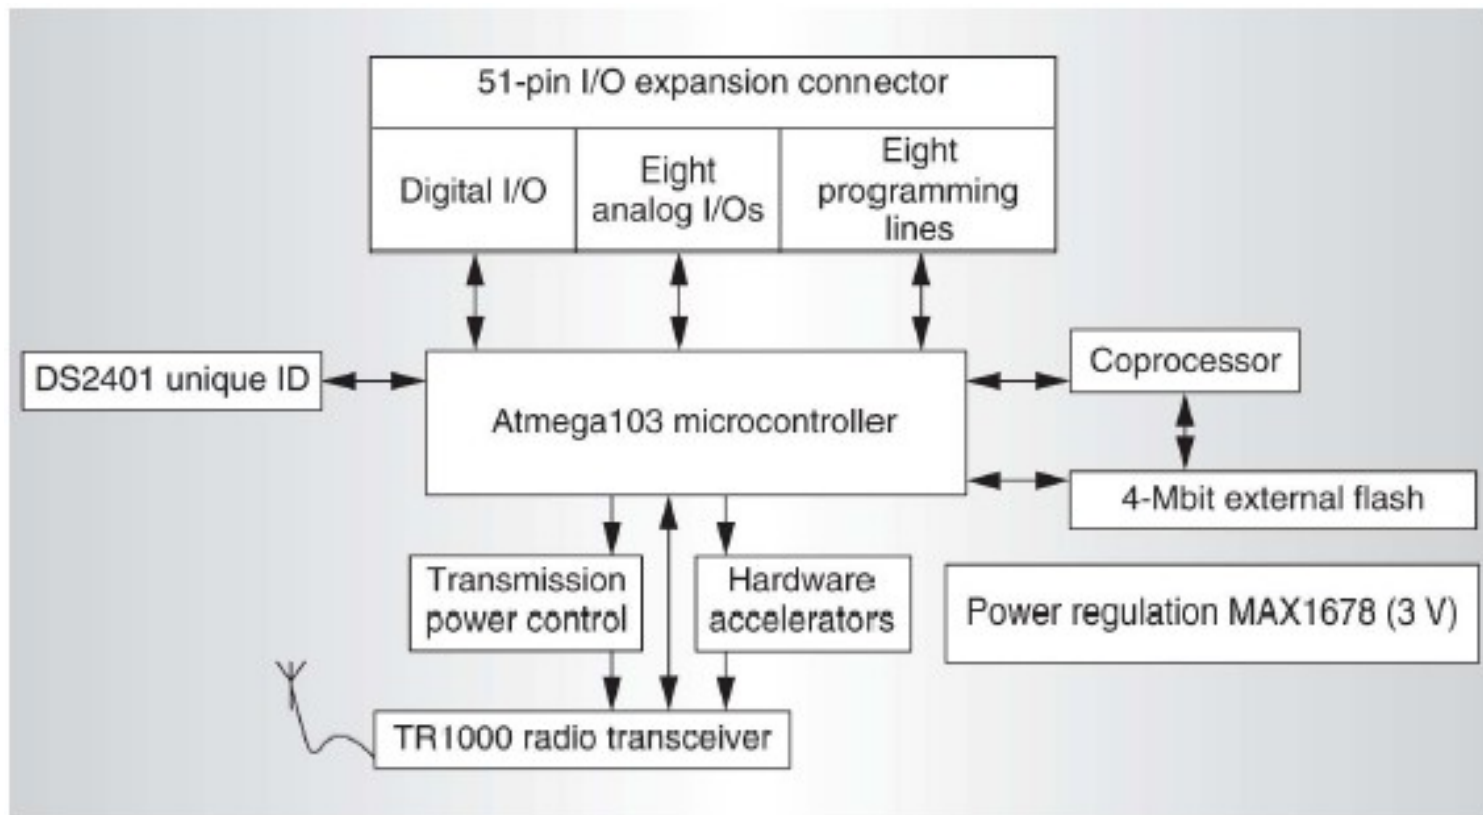 51-pin I/O expansion connector
Digital I/O
Eight
analog I/Os
Eight
programming
lines
DS2401 unique ID
Atmega103 microcontroller
Coprocessor
4-Mbit external flash
Transmission
power control
Hardware
accelerators
Power regulation MAX1678 (3 V)
TR1000 radio transceiver